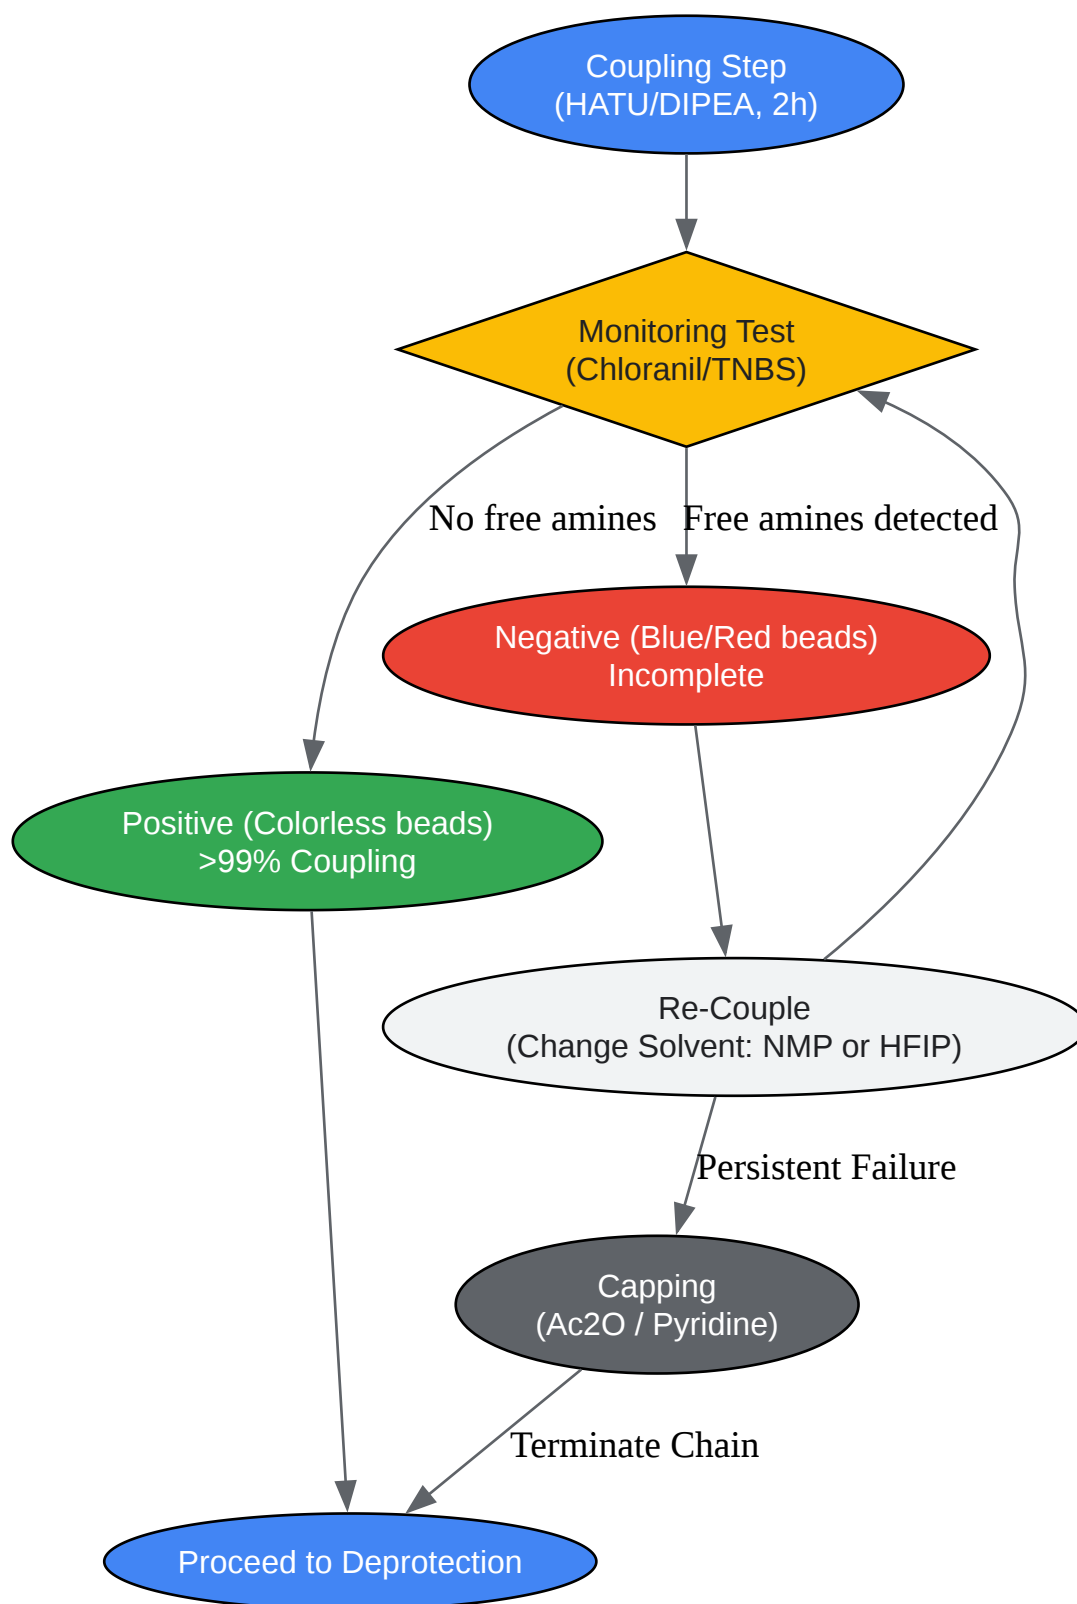 Coupling Step
(HATU/DIPEA, 2h)
Monitoring Test
(Chloranil/TNBS)
No free amines
Free amines detected
Negative (Blue/Red beads)
Incomplete
Positive (Colorless beads)
>99% Coupling
Re-Couple
(Change Solvent: NMP or HFIP)
Persistent Failure
Capping
(Ac2O / Pyridine)
Terminate Chain
Proceed to Deprotection